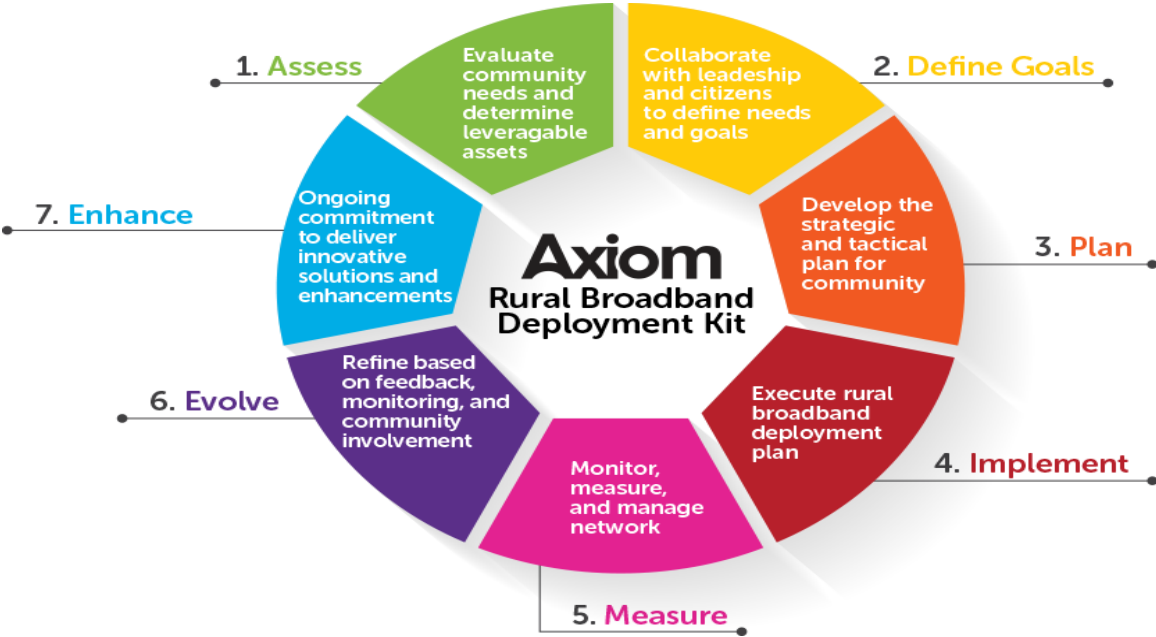 Axiom
Rural Broadband
Deployment Kit
1. Assess
Evaluate
community
needs and
determine
leveragable
assets
2. Define Goals
Collaborate
with leadeship
and citizens
to define needs
and goals
3. Plan
Develop the
strategic
and tactical
plan for
community
4. Implement
Execute rural
broadband
deployment
plan
5. Measure
Monitor,
measure,
and manage
network
6. Evolve
Refine based
on feedback,
monitoring, and
community
involvement
7. Enhance
Ongoing
commitment
to deliver
innovative
solutions and
enhancements